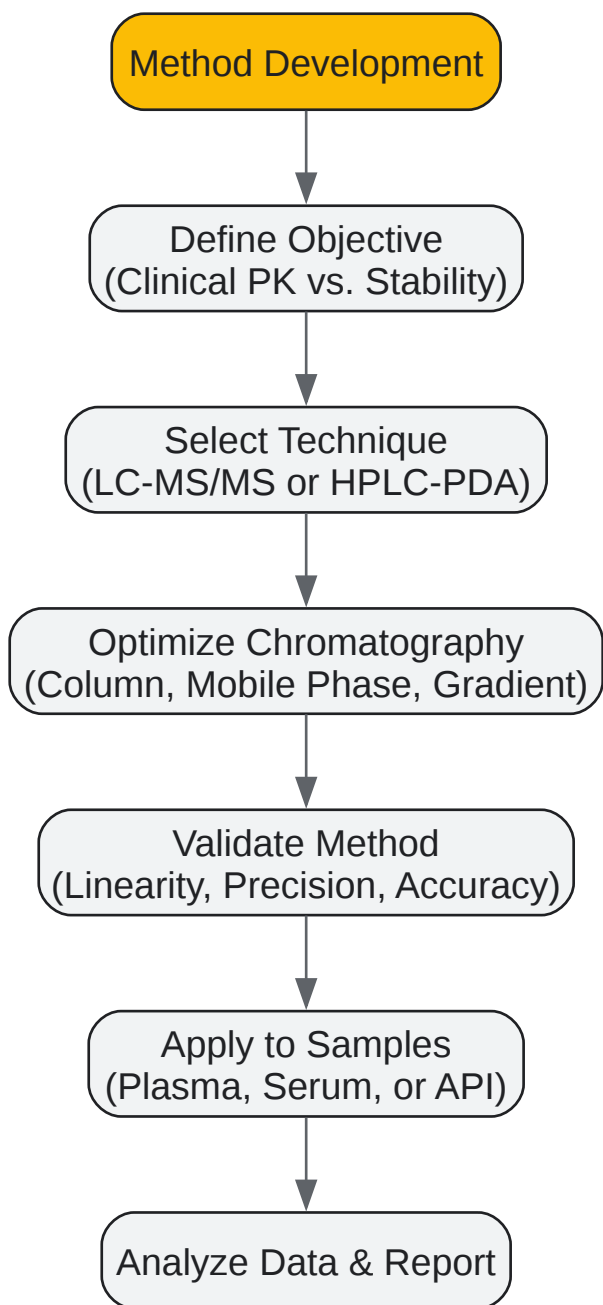 Method Development
Define Objective
(Clinical PK vs. Stability)
Select Technique
(LC-MS/MS or HPLC-PDA)
Optimize Chromatography
(Column, Mobile Phase, Gradient)
Validate Method
(Linearity, Precision, Accuracy)
Apply to Samples
(Plasma, Serum, or API)
Analyze Data & Report